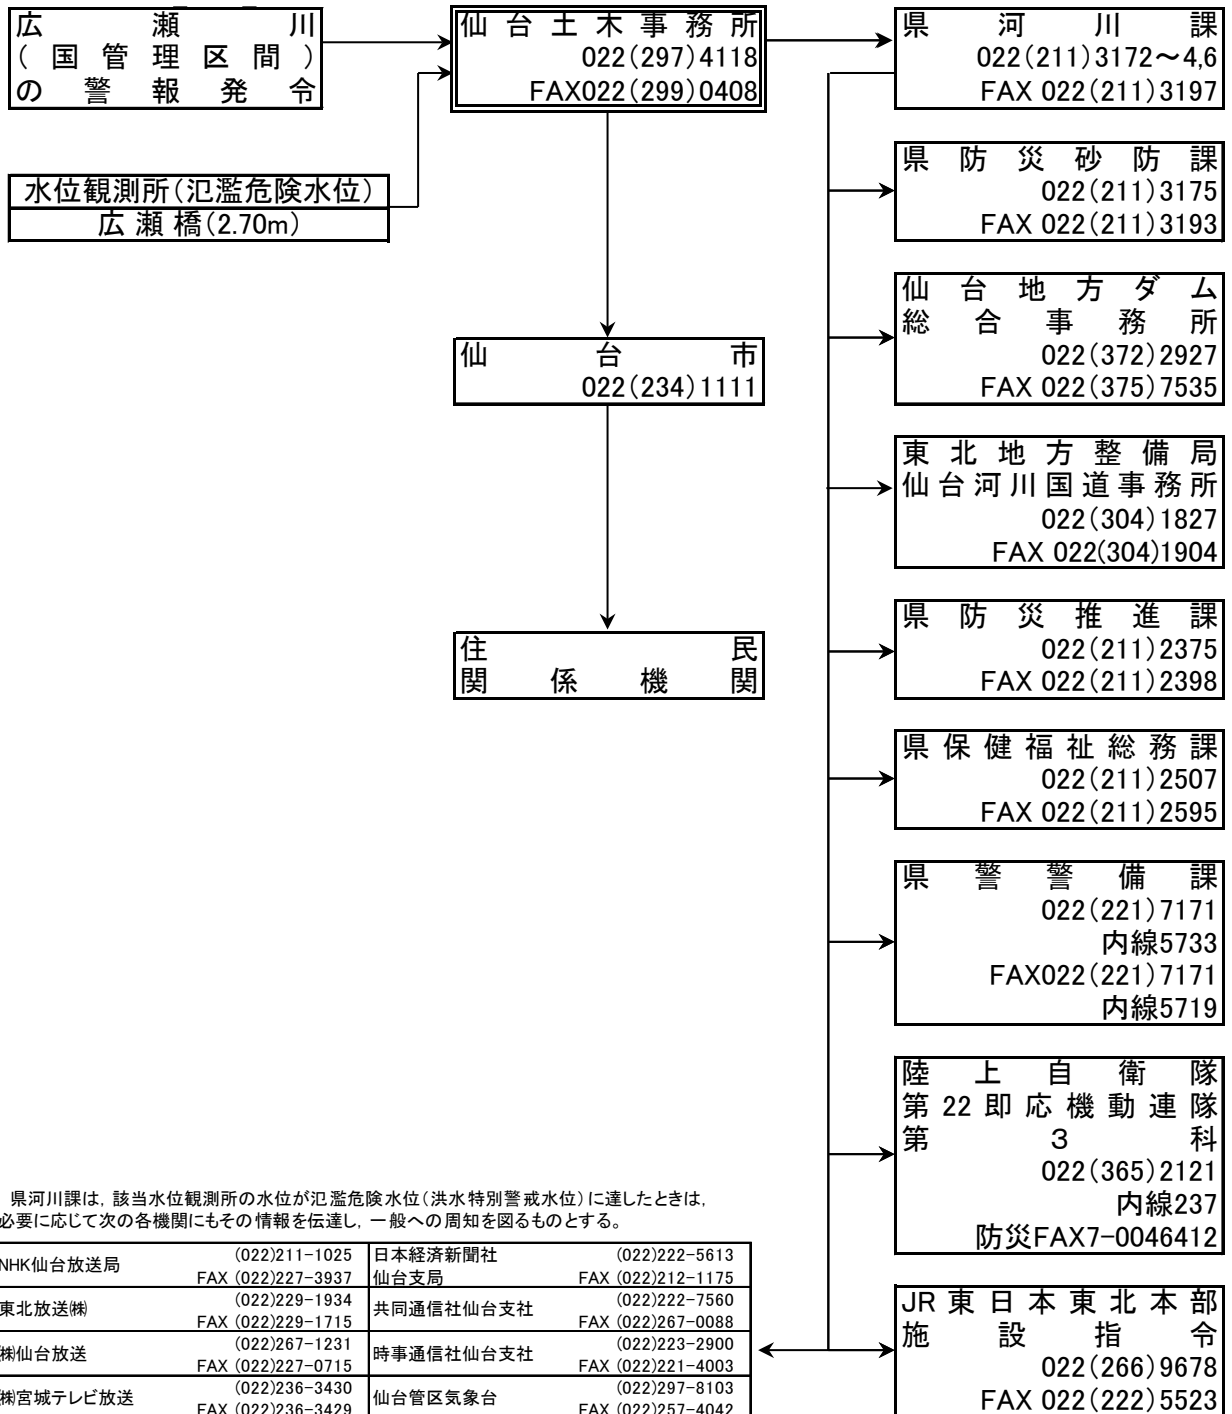 広瀬川
(国管理区間)
の警報発令
水位観測所(氾濫危険水位)
広瀬橋(2.70m)
仙台土木事務所
022(297)4118
FAX022(299)0408
仙台市
022(234)1111
住民
関係機関
県河川課
022(211)3172～4,6
FAX 022(211)3197
県防災砂防課
022(211)3175
FAX 022(211)3193
仙台地方ダム
総合事務所
022(372)2927
FAX 022(375)7535
東北地方整備局
仙台河川国道事務所
022(304)1827
FAX 022(304)1904
県防災推進課
022(211)2375
FAX 022(211)2398
県保健福祉総務課
022(211)2507
FAX 022(211)2595
県警警備課
022(221)7171
内線5733
FAX022(221)7171
内線5719
陸上自衛隊
第22即応機動連隊
第3科
022(365)2121
内線237
防災FAX7-0046412
JR東日本東北本部
施設指令
022(266)9678
FAX 022(222)5523
県河川課は，該当水位観測所の水位が氾濫危険水位(洪水特別警戒水位)に達したときは，
必要に応じて次の各機関にもその情報を伝達し，一般への周知を図るものとする。
NHK仙台放送局 (022)211-1025
FAX (022)227-3937
日本経済新聞社 (022)222-5613
仙台支局 FAX (022)212-1175
東北放送㈱ (022)229-1934
FAX (022)229-1715
共同通信社仙台支社 (022)222-7560
FAX (022)267-0088
㈱仙台放送 (022)267-1231
FAX (022)227-0715
時事通信社仙台支社 (022)223-2900
FAX (022)221-4003
㈱宮城テレビ放送 (022)236-3430
FAX (022)236-3429
仙台管区気象台 (022)297-8103
FAX (022)257-4042